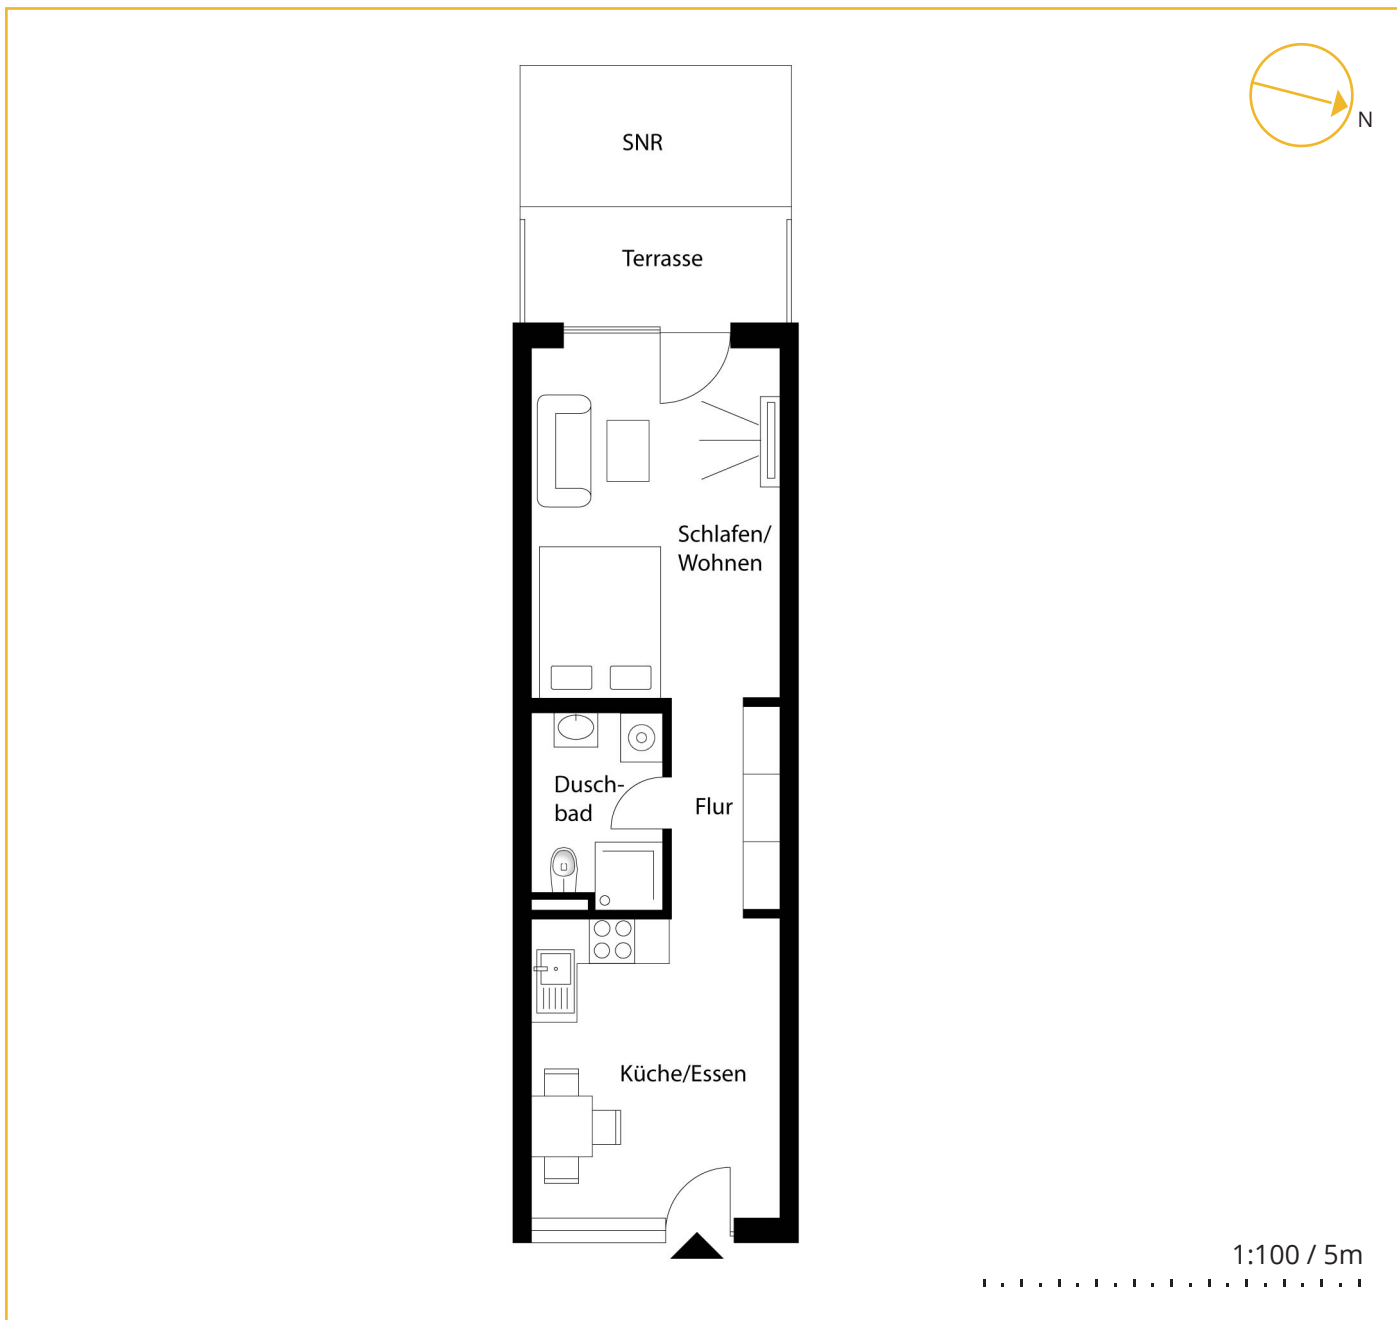 N
SNR
Terrasse
Schlafen/
Wohnen
Dusch-
bad
Flur
Küche/Essen
1:100 / 5m